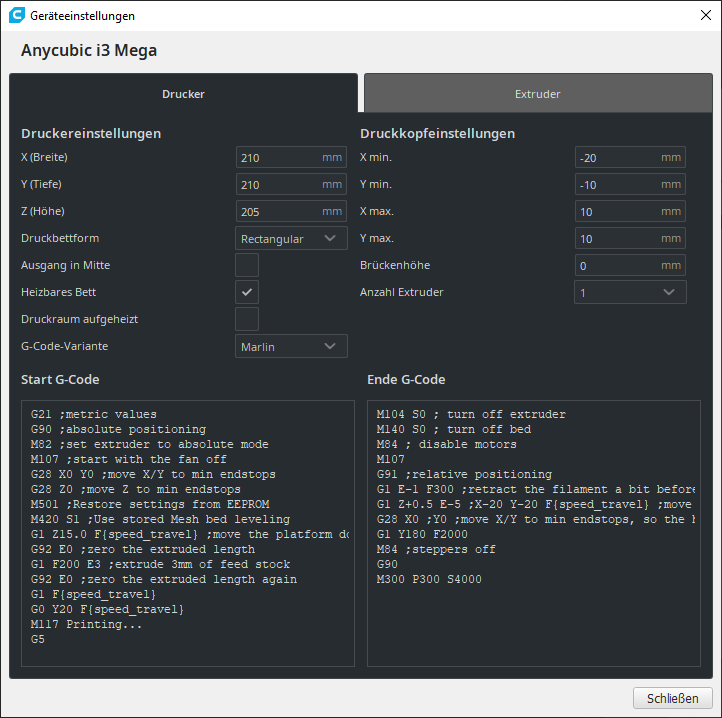 Geräteeinstellungen
Anycubic i3 Mega
Drucker
Extruder
Druckereinstellungen
X (Breite) 210 mm
Y (Tiefe) 210 mm
Z (Höhe) 205 mm
Druckbettform Rectangular
Ausgang in Mitte
Heizbares Bett
Druckraum aufgeheizt
G-Code-Variante Marlin
Druckkopfeinstellungen
X min. -20 mm
Y min. -10 mm
X max. 10 mm
Y max. 10 mm
Brückenhöhe 0 mm
Anzahl Extruder 1
Start G-Code
G21 ;metric values
G90 ;absolute positioning
M82 ;set extruder to absolute mode
M107 ;start with the fan off
G28 X0 Y0 ;move X/Y to min endstops
G28 Z0 ;move Z to min endstops
M501 ;Restore settings from EEPROM
M420 S1 ;Use stored Mesh bed leveling
G1 Z15.0 F{speed_travel} ;move the platform do
G92 E0 ;zero the extruded length
G1 F200 E3 ;extrude 3mm of feed stock
G92 E0 ;zero the extruded length again
G1 F{speed_travel}
G0 Y20 F{speed_travel}
M117 Printing...
G5
Ende G-Code
M104 S0 ; turn off extruder
M140 S0 ; turn off bed
M84 ; disable motors
M107
G91 ;relative positioning
G1 E-1 F300 ;retract the filament a bit before
G1 Z+0.5 E-5 ;X-20 Y-20 F{speed_travel} ;move
G28 X0 ;Y0 ;move X/Y to min endstops, so the
G1 Y180 F2000
M84 ;steppers off
G90
M300 P300 S4000
Schließen